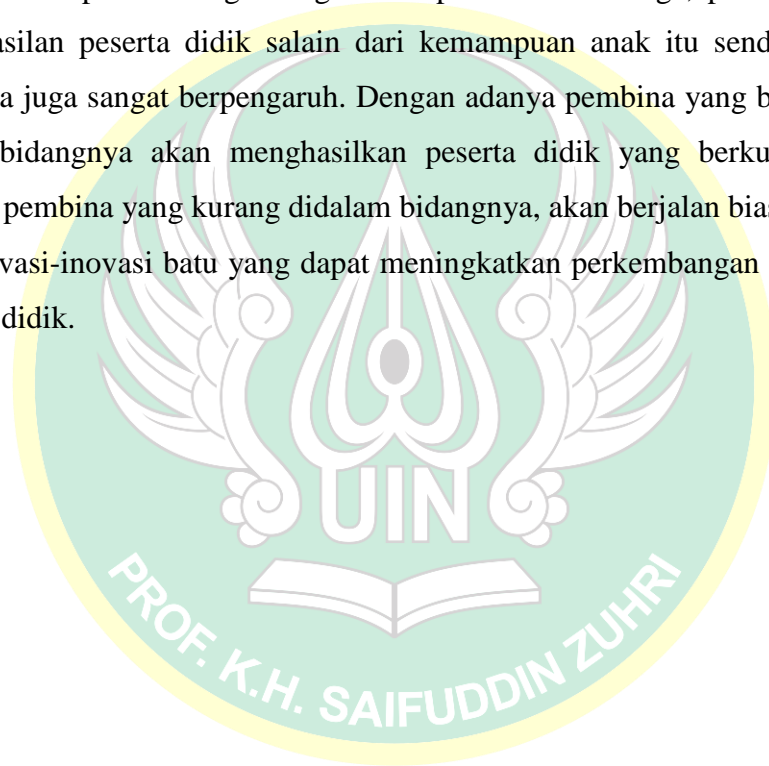 asilan peserta didik salain dari kemampuan anak itu send
a juga sangat berpengaruh. Dengan adanya pembina yang b
bidangnya akan menghasilkan peserta didik yang berku
pembina yang kurang didalam bidangnya, akan berjalan bias
vasi-inovasi batu yang dapat meningkatkan perkembangan
didik.
UIN
PROF. K.H. SAIFUDDIN ZUHRI